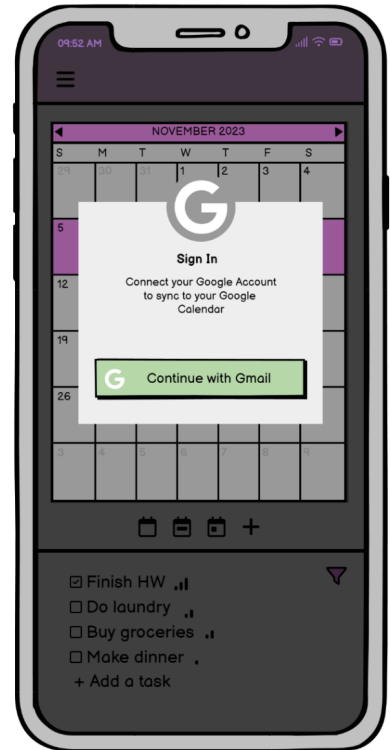 09:52 AM
NOVEMBER 2023
S M T W T F S
29 30 31 1 2 3 4
G
5
Sign In
Connect your Google Account
to sync to your Google
Calendar
12
19
G Continue with Gmail
26
3 4 5 6 7 8 9
Finish HW
Do laundry
Buy groceries
Make dinner
+ Add a task